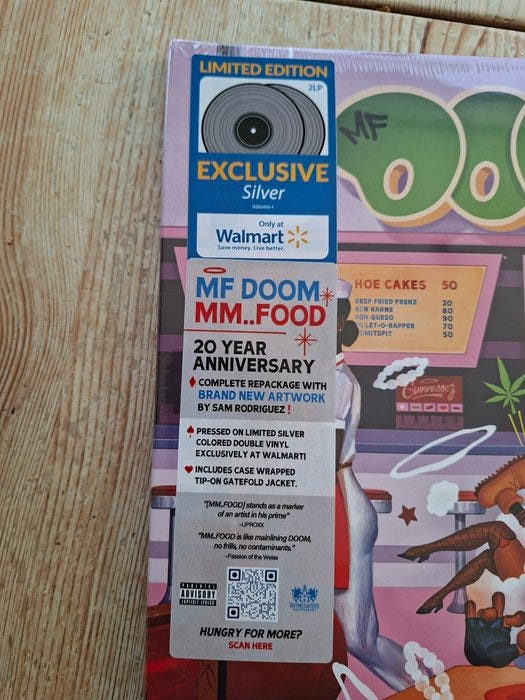 LIMITED EDITION
2LP
EXCLUSIVE
Silver
Only at
Walmart
Save money. Live better.
MF DOOM
MM..FOOD
20 YEAR
ANNIVERSARY
COMPLETE REPACKAGE WITH
BRAND NEW ARTWORK
BY SAM RODRIGUEZ !
PRESSED ON LIMITED SILVER
COLORED DOUBLE VINYL
EXCLUSIVELY AT WALMART!
INCLUDES CASE WRAPPED
TIP-ON GATEFOLD JACKET.
"[MM..FOOD] stands as a marker
of an artist in his prime"
-UPROXX
"MM..FOOD is like mainlining DOOM,
no frills, no contaminants."
-Passion of the Weiss
PARENTAL
ADVISORY
EXPLICIT LYRICS
RHYMESAYERS
HUNGRY FOR MORE?
SCAN HERE
MF
HOE CAKES 50
DEEP FRIED FRENZ 20
KON KARNE 80
KON QUESO 90
ILLET-O-RAPPER 70
OMITSPIT 50
Guinnessez